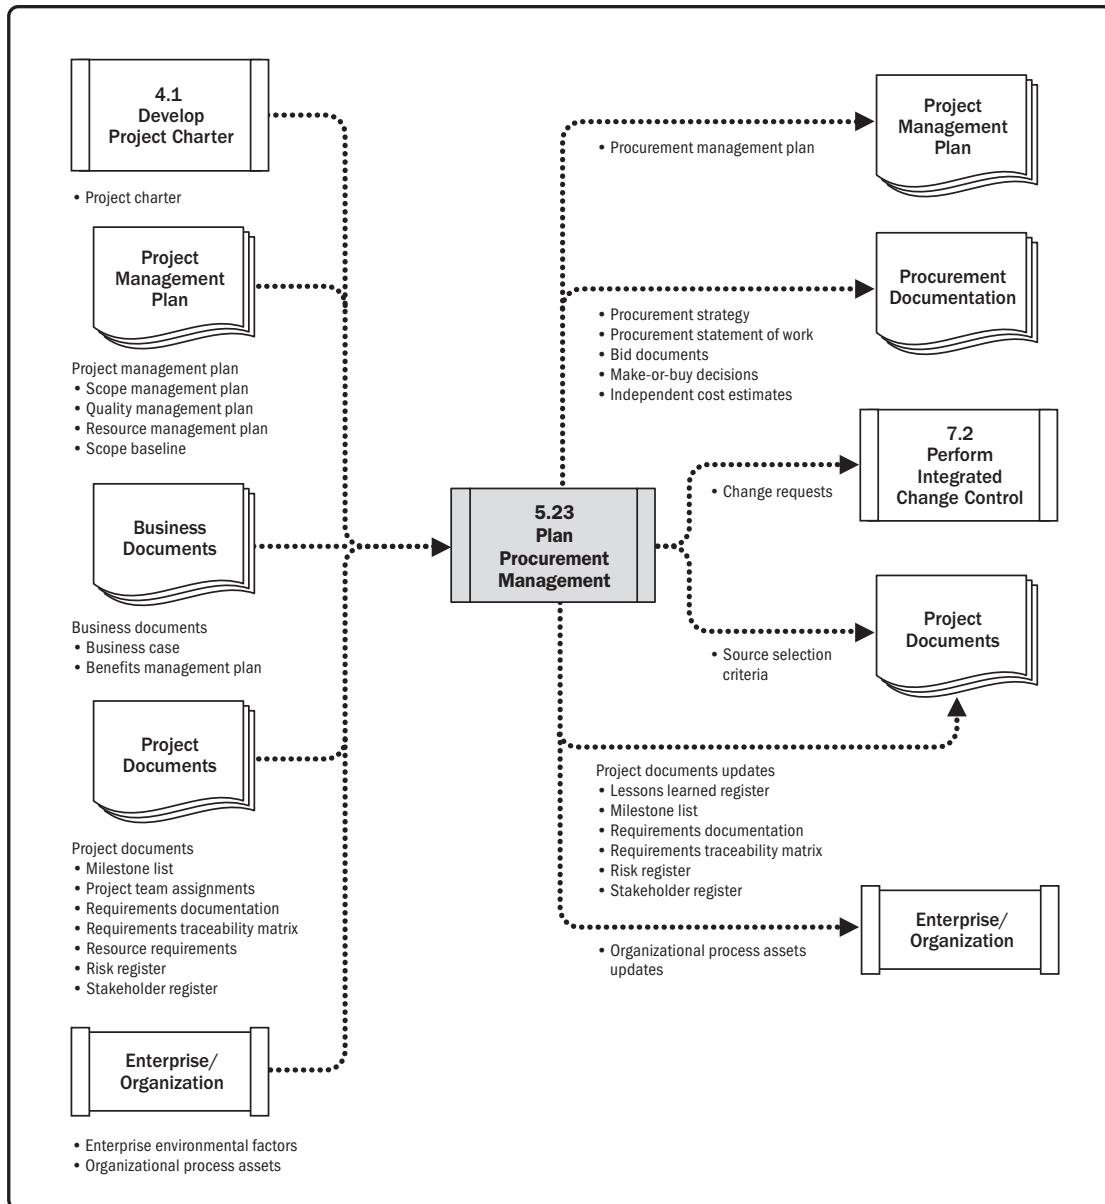 4.1
Develop
Project Charter
• Project charter
Project
Management
Plan
Project management plan
• Scope management plan
• Quality management plan
• Resource management plan
• Scope baseline
Business
Documents
Business documents
• Business case
• Benefits management plan
Project
Documents
Project documents
• Milestone list
• Project team assignments
• Requirements documentation
• Requirements traceability matrix
• Resource requirements
• Risk register
• Stakeholder register
Enterprise/
Organization
• Enterprise environmental factors
• Organizational process assets
5.23
Plan
Procurement
Management
• Procurement management plan
Project
Management
Plan
• Procurement strategy
• Procurement statement of work
• Bid documents
• Make-or-buy decisions
• Independent cost estimates
Procurement
Documentation
• Change requests
7.2
Perform
Integrated
Change Control
• Source selection
criteria
Project
Documents
Project documents updates
• Lessons learned register
• Milestone list
• Requirements documentation
• Requirements traceability matrix
• Risk register
• Stakeholder register
• Organizational process assets
updates
Enterprise/
Organization